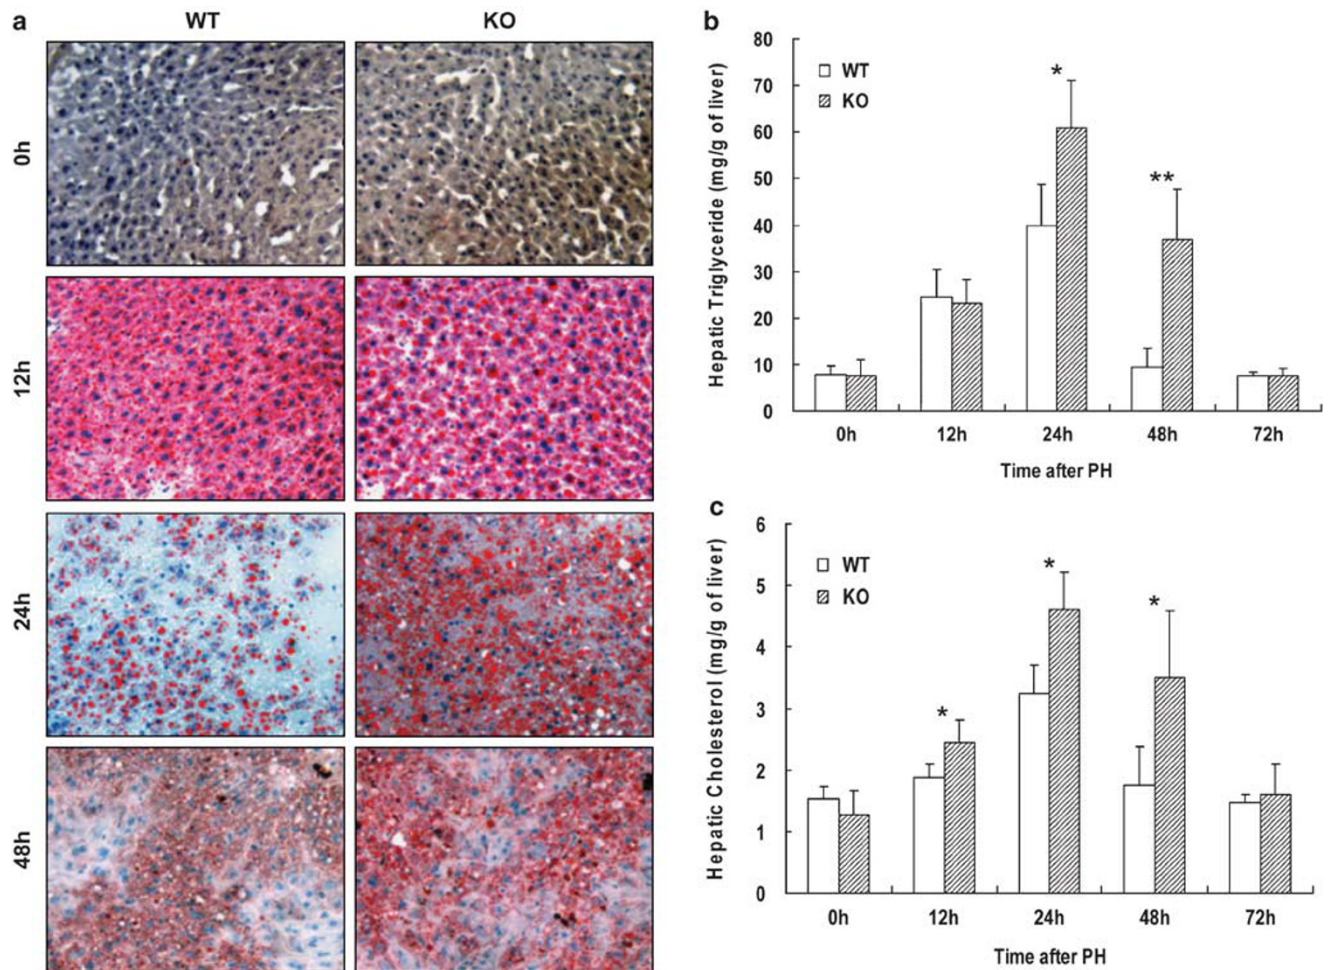 a
WT
KO
0h
12h
24h
48h
b
Hepatic Triglyceride (mg/g of liver)
80
70
60
50
40
30
20
10
0
WT
KO
*
**
0h
12h
24h
48h
72h
Time after PH
c
Hepatic Cholesterol (mg/g of liver)
6
5
4
3
2
1
0
WT
KO
*
*
*
0h
12h
24h
48h
72h
Time after PH